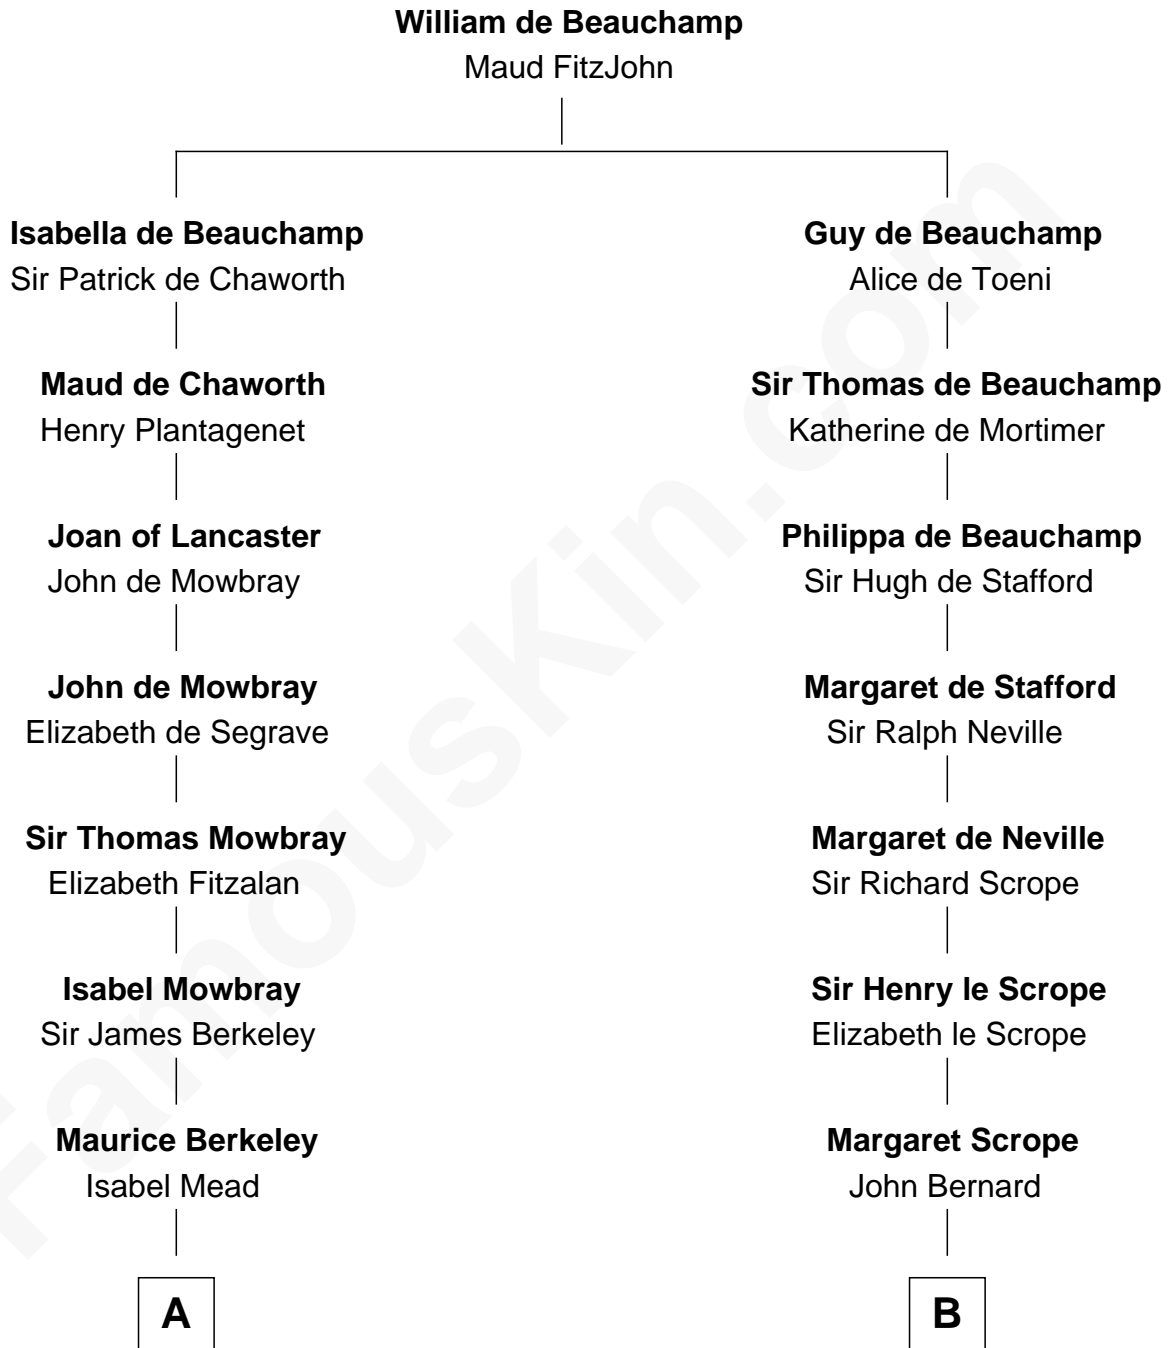 William de Beauchamp
Maud FitzJohn
Isabella de Beauchamp
Sir Patrick de Chaworth
Guy de Beauchamp
Alice de Toeni
Maud de Chaworth
Henry Plantagenet
Sir Thomas de Beauchamp
Katherine de Mortimer
Joan of Lancaster
John de Mowbray
Philippa de Beauchamp
Sir Hugh de Stafford
John de Mowbray
Elizabeth de Segrave
Margaret de Stafford
Sir Ralph Neville
Sir Thomas Mowbray
Elizabeth Fitzalan
Margaret de Neville
Sir Richard Scrope
Isabel Mowbray
Sir James Berkeley
Sir Henry le Scrope
Elizabeth le Scrope
Maurice Berkeley
Isabel Mead
Margaret Scrope
John Bernard
A
B
FamousKin.com